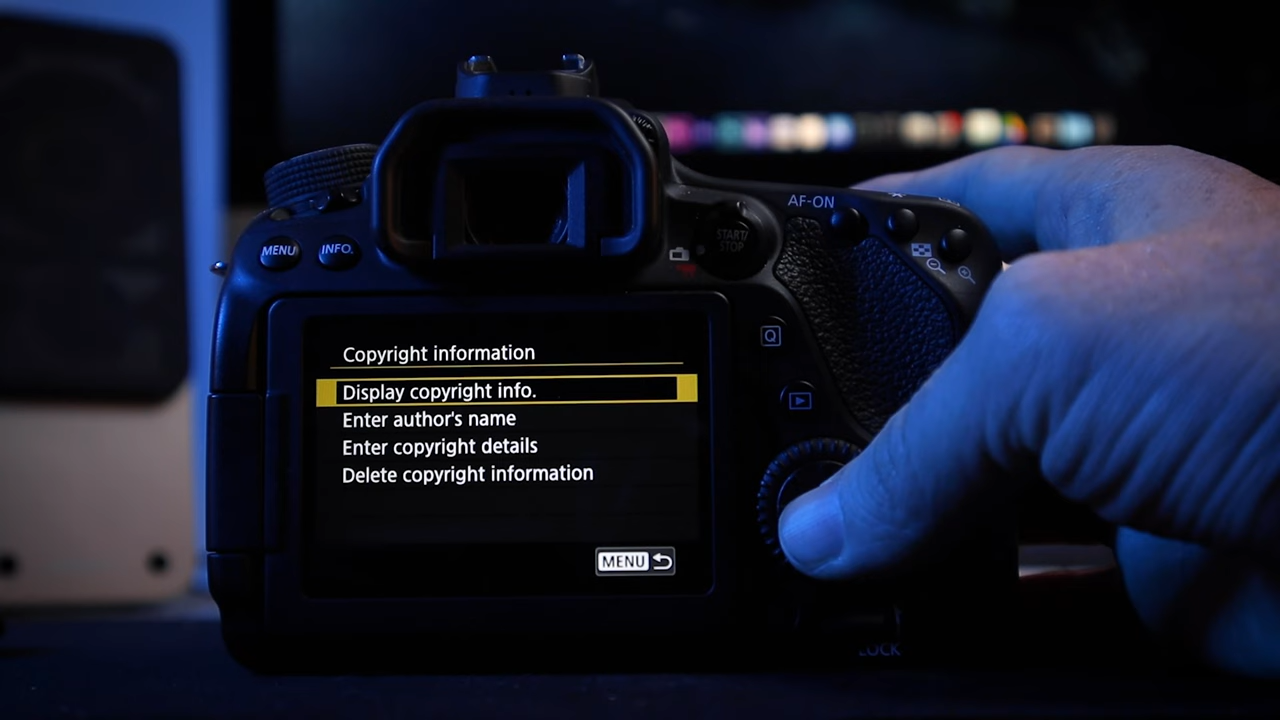 AF-ON
MENU
INFO.
START/
STOP
Q
Copyright information
Display copyright info.
Enter author's name
Enter copyright details
Delete copyright information
MENU
LOCK